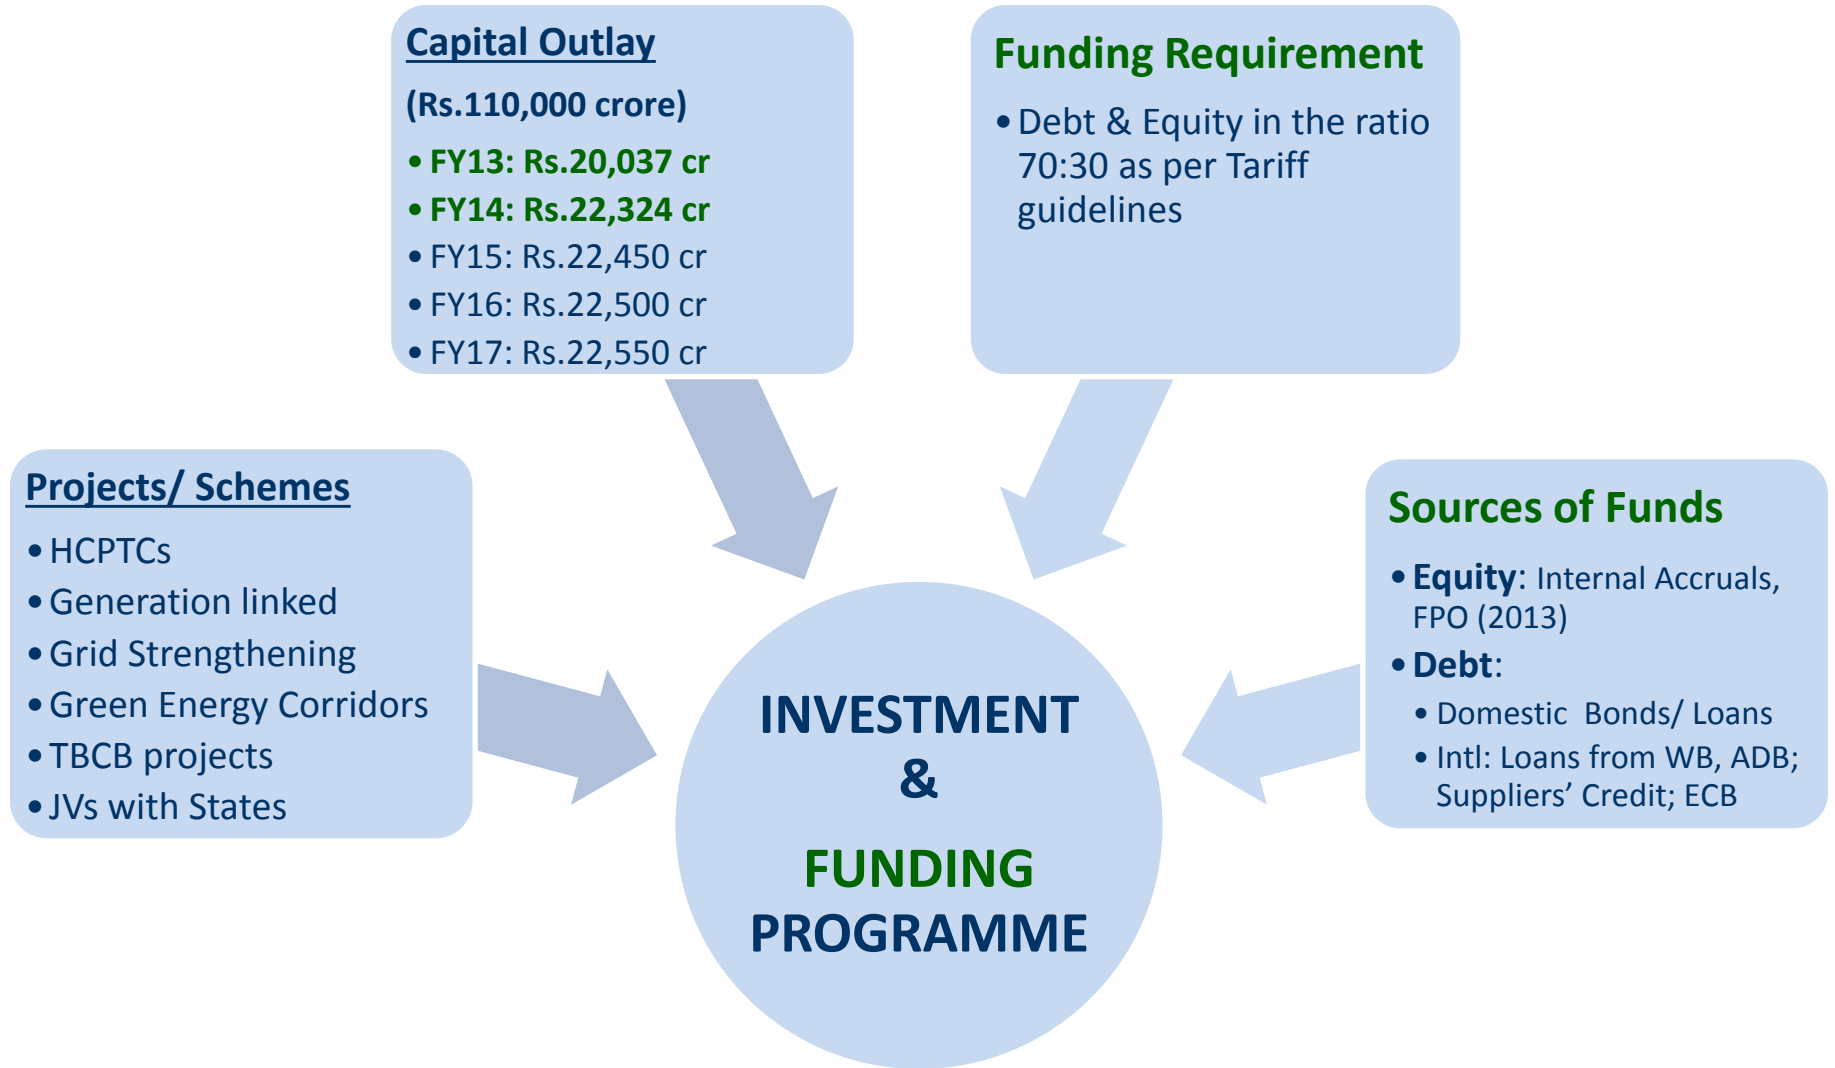 Capital Outlay
(Rs.110,000 crore)
• FY13: Rs.20,037 cr
• FY14: Rs.22,324 cr
• FY15: Rs.22,450 cr
• FY16: Rs.22,500 cr
• FY17: Rs.22,550 cr
Funding Requirement
• Debt & Equity in the ratio
70:30 as per Tariff
guidelines
Projects/ Schemes
• HCPTCs
• Generation linked
• Grid Strengthening
• Green Energy Corridors
• TBCB projects
• JVs with States
Sources of Funds
• Equity: Internal Accruals,
FPO (2013)
• Debt:
• Domestic Bonds/ Loans
• Intl: Loans from WB, ADB;
Suppliers’ Credit; ECB
INVESTMENT
&
FUNDING
PROGRAMME